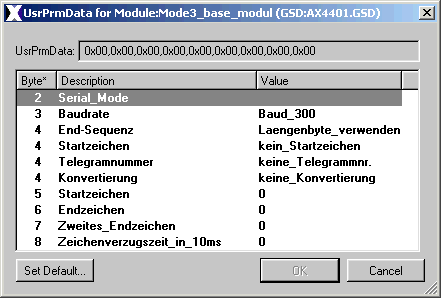 UsrPrmData for Module:Mode3_base_modul (GSD:AX4401.GSD)
UsrPrmData: 0x00,0x00,0x00,0x00,0x00,0x00,0x00,0x00,0x00
Byte* Description Value
2 Serial_Mode
3 Baudrate Baud_300
4 End-Sequenz Laengenbyte_verwenden
4 Startzeichen kein_Startzeichen
4 Telegramnummer keine_Telegrammnr.
4 Konvertierung keine_Konvertierung
5 Startzeichen 0
6 Endzeichen 0
7 Zweites_Endzeichen 0
8 Zeichenverzugszeit_in_10ms 0
Set Default... OK Cancel